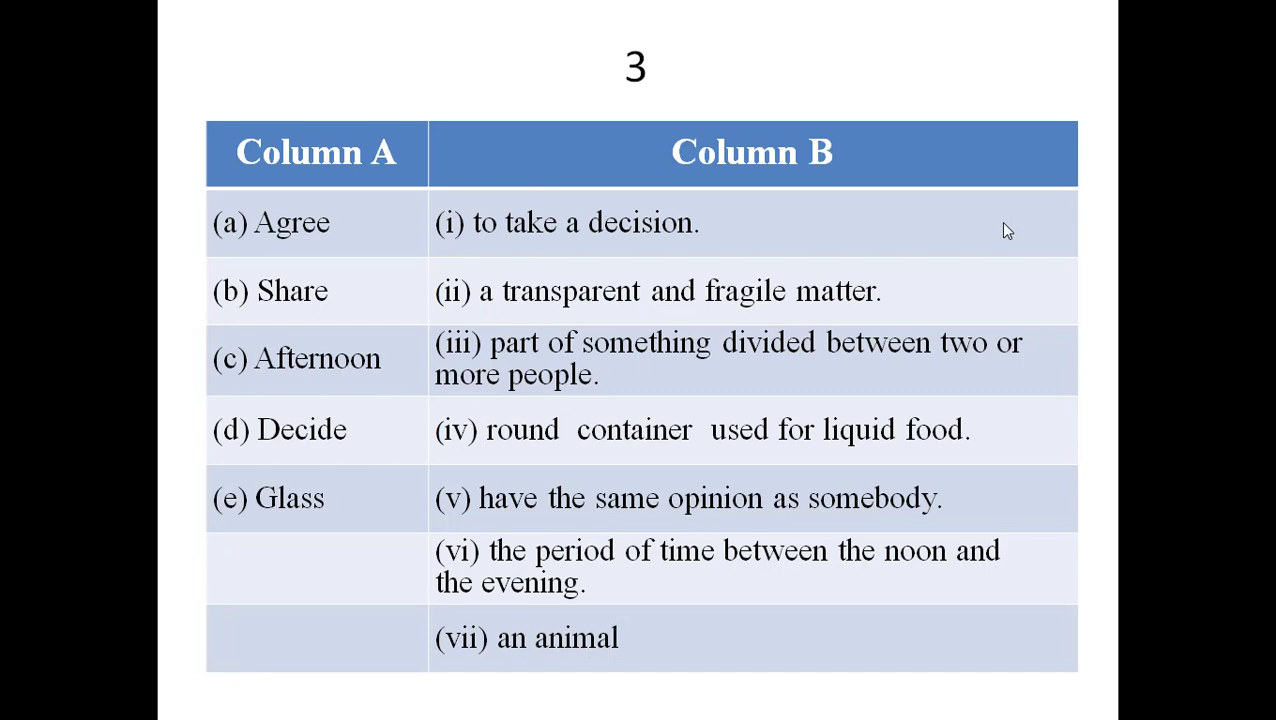 3
Column A Column B
(a) Agree (i) to take a decision.
(b) Share (ii) a transparent and fragile matter.
(c) Afternoon (iii) part of something divided between two or
more people.
(d) Decide (iv) round container used for liquid food.
(e) Glass (v) have the same opinion as somebody.
(vi) the period of time between the noon and
the evening.
(vii) an animal